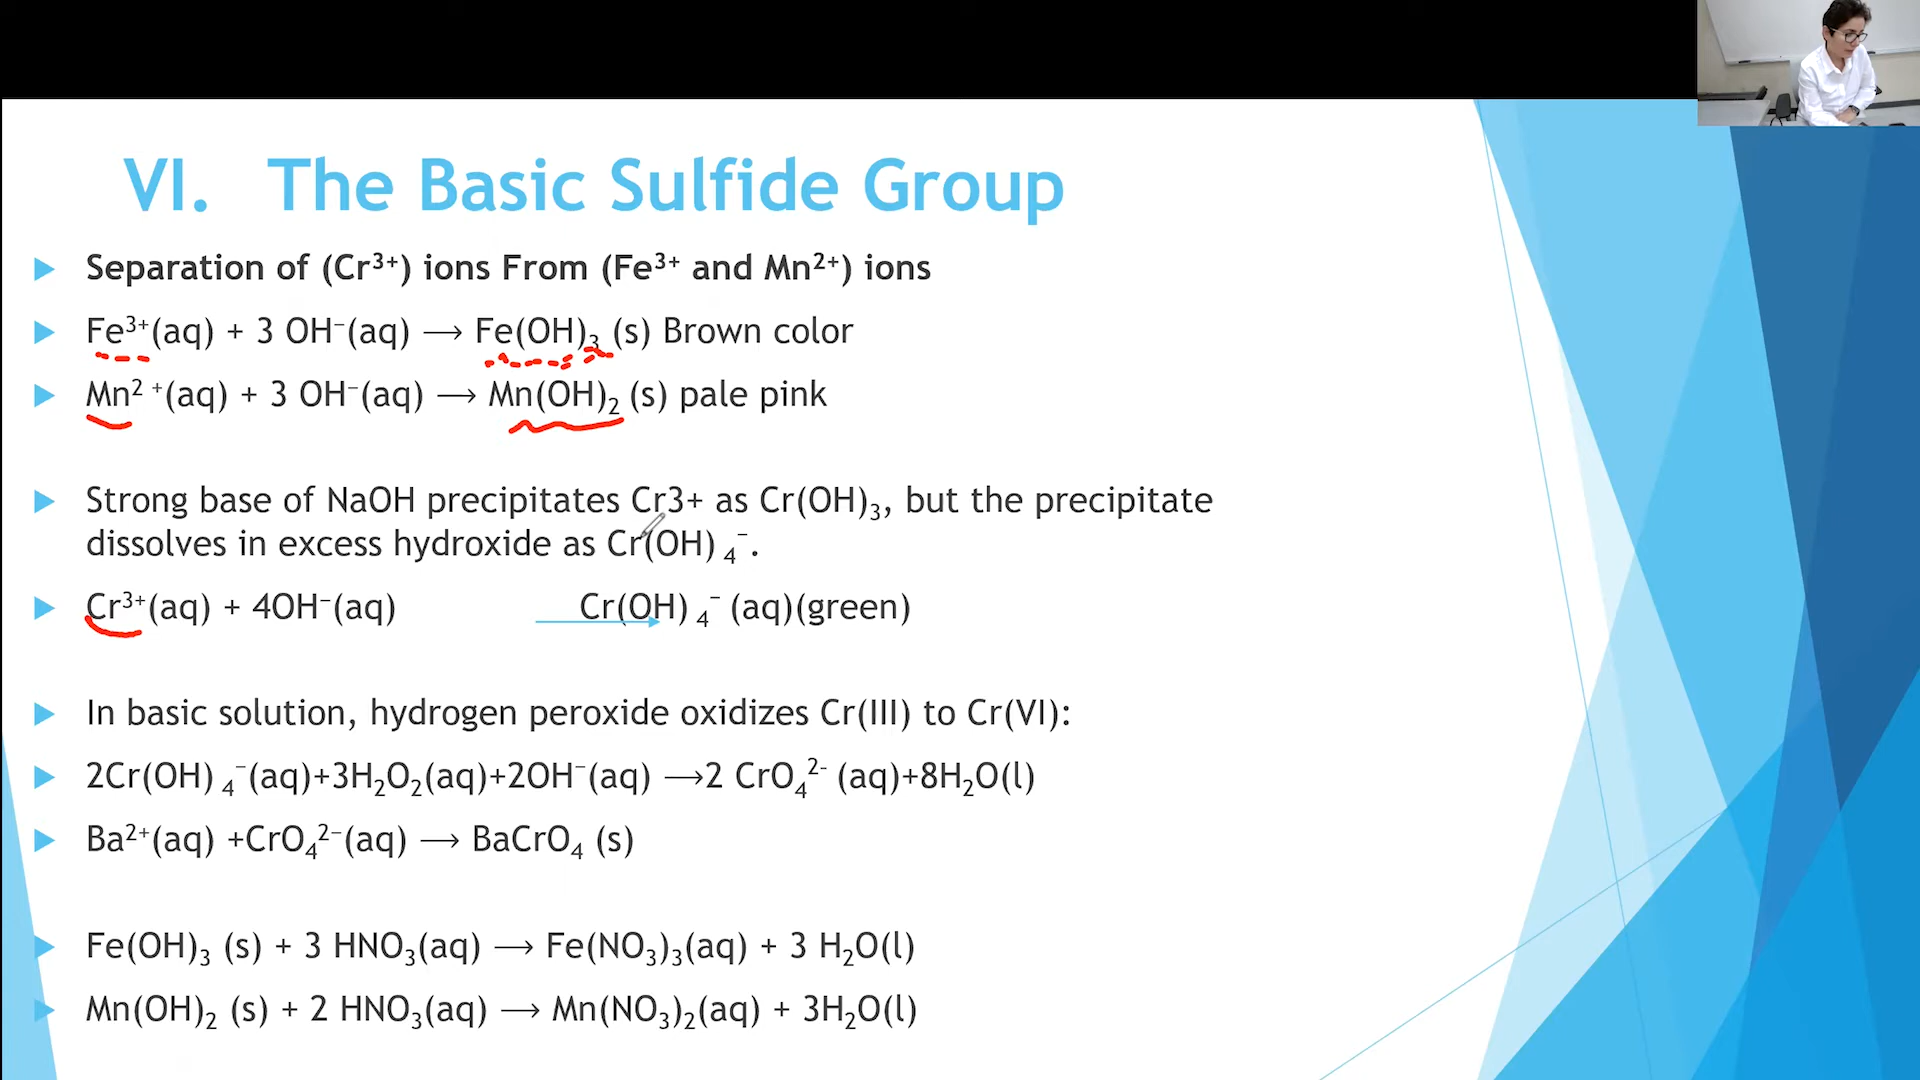 VI. The Basic Sulfide Group
Separation of (Cr³⁺) ions From (Fe³⁺ and Mn²⁺) ions
Fe³⁺(aq) + 3 OH⁻(aq) ⟶ Fe(OH)₃ (s) Brown color
Mn² ⁺(aq) + 3 OH⁻(aq) ⟶ Mn(OH)₂ (s) pale pink
Strong base of NaOH precipitates Cr3+ as Cr(OH)₃, but the precipitate
dissolves in excess hydroxide as Cr(OH) ₄⁻.
Cr³⁺(aq) + 4OH⁻(aq) ⟶ Cr(OH) ₄⁻ (aq)(green)
In basic solution, hydrogen peroxide oxidizes Cr(III) to Cr(VI):
2Cr(OH) ₄⁻(aq)+3H₂O₂(aq)+2OH⁻(aq) ⟶2 CrO₄²⁻ (aq)+8H₂O(l)
Ba²⁺(aq) +CrO₄²⁻(aq) ⟶ BaCrO₄ (s)
Fe(OH)₃ (s) + 3 HNO₃(aq) ⟶ Fe(NO₃)₃(aq) + 3 H₂O(l)
Mn(OH)₂ (s) + 2 HNO₃(aq) ⟶ Mn(NO₃)₂(aq) + 3H₂O(l)